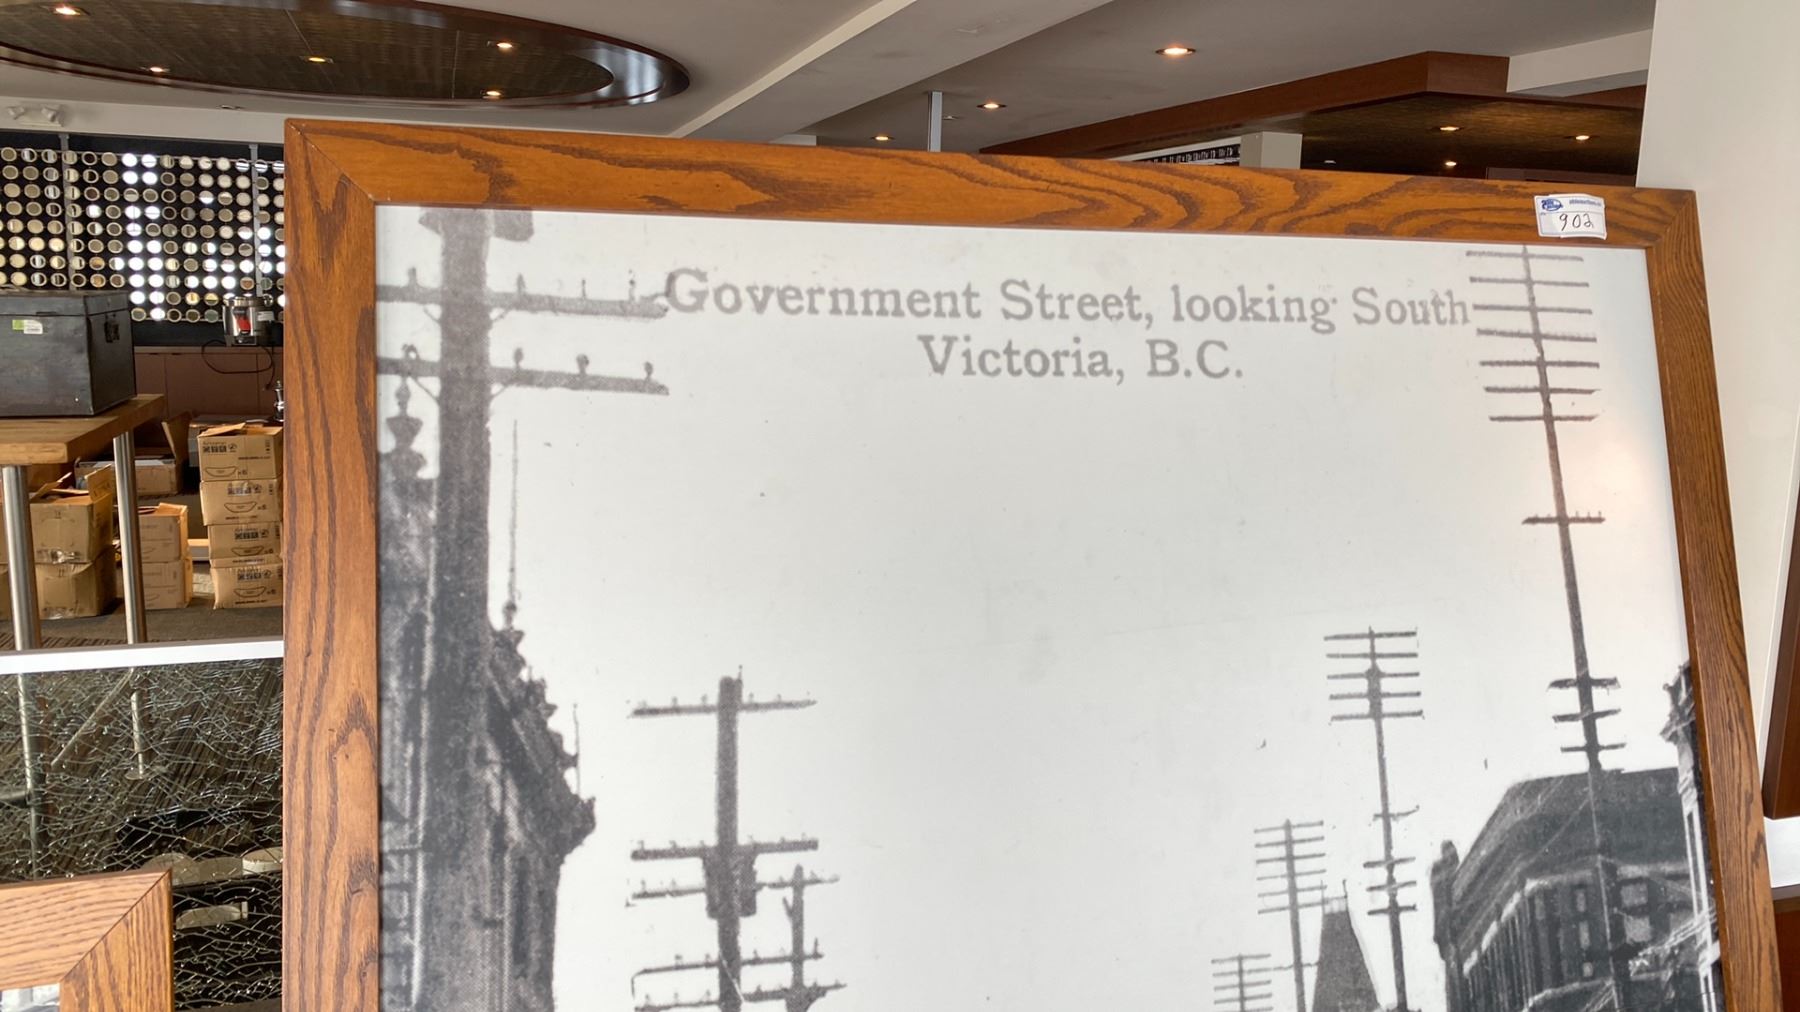 Government Street, looking South
Victoria, B.C.
902